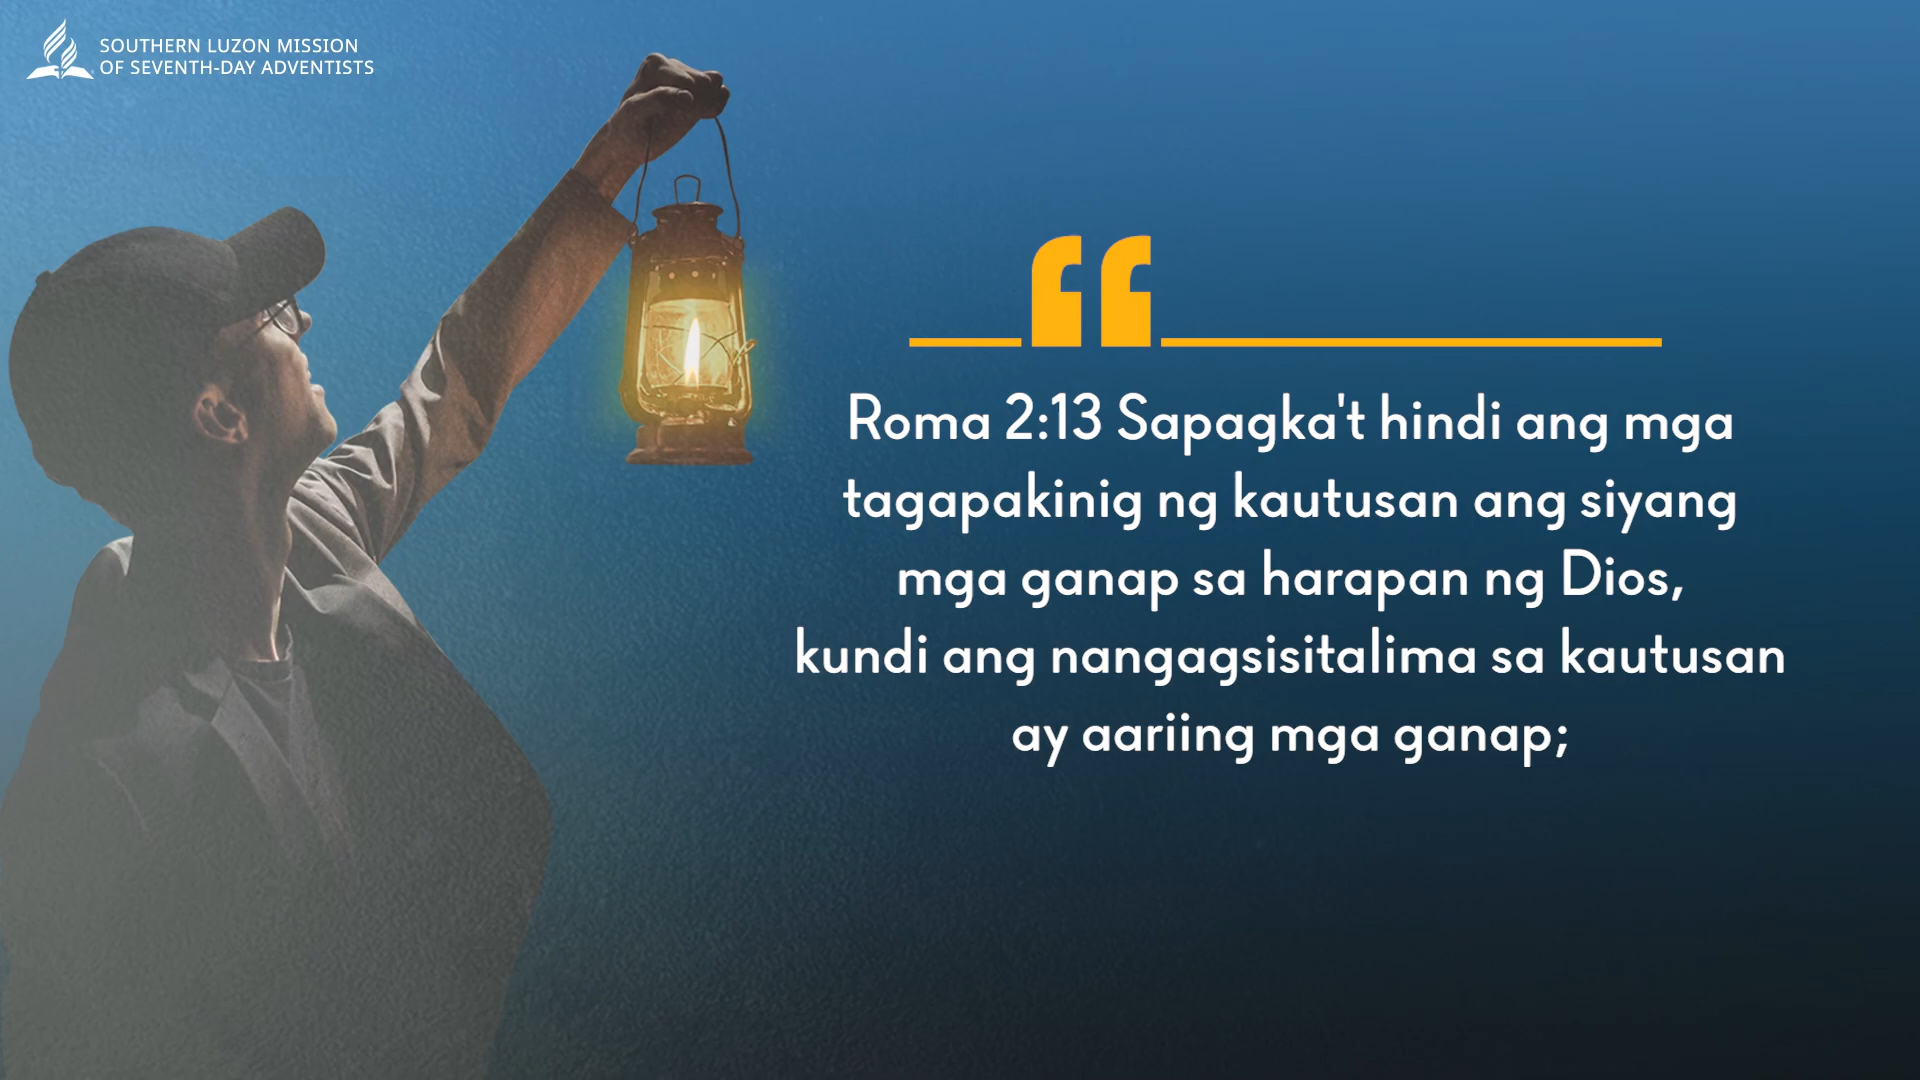 SOUTHERN LUZON MISSION
OF SEVENTH-DAY ADVENTISTS
Roma 2:13 Sapagka't hindi ang mga
tagapakinig ng kautusan ang siyang
mga ganap sa harapan ng Dios,
kundi ang nangagsisitalima sa kautusan
ay aariing mga ganap;